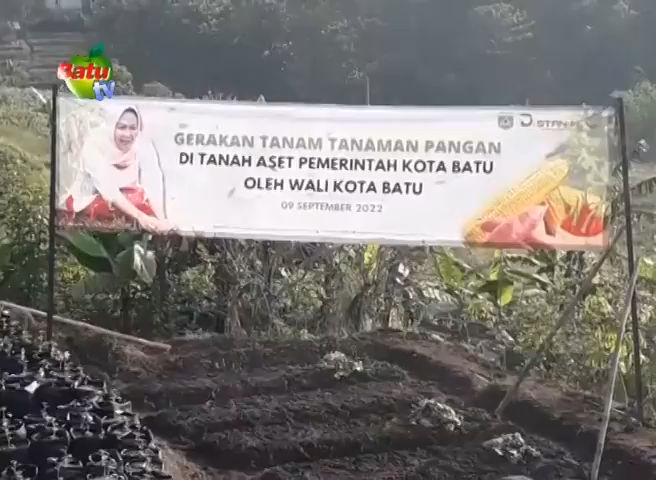 Batu
tv
GERAKAN TANAM TANAMAN PANGAN
DI TANAH ASET PEMERINTAH KOTA BATU
OLEH WALI KOTA BATU
09 SEPTEMBER 2022